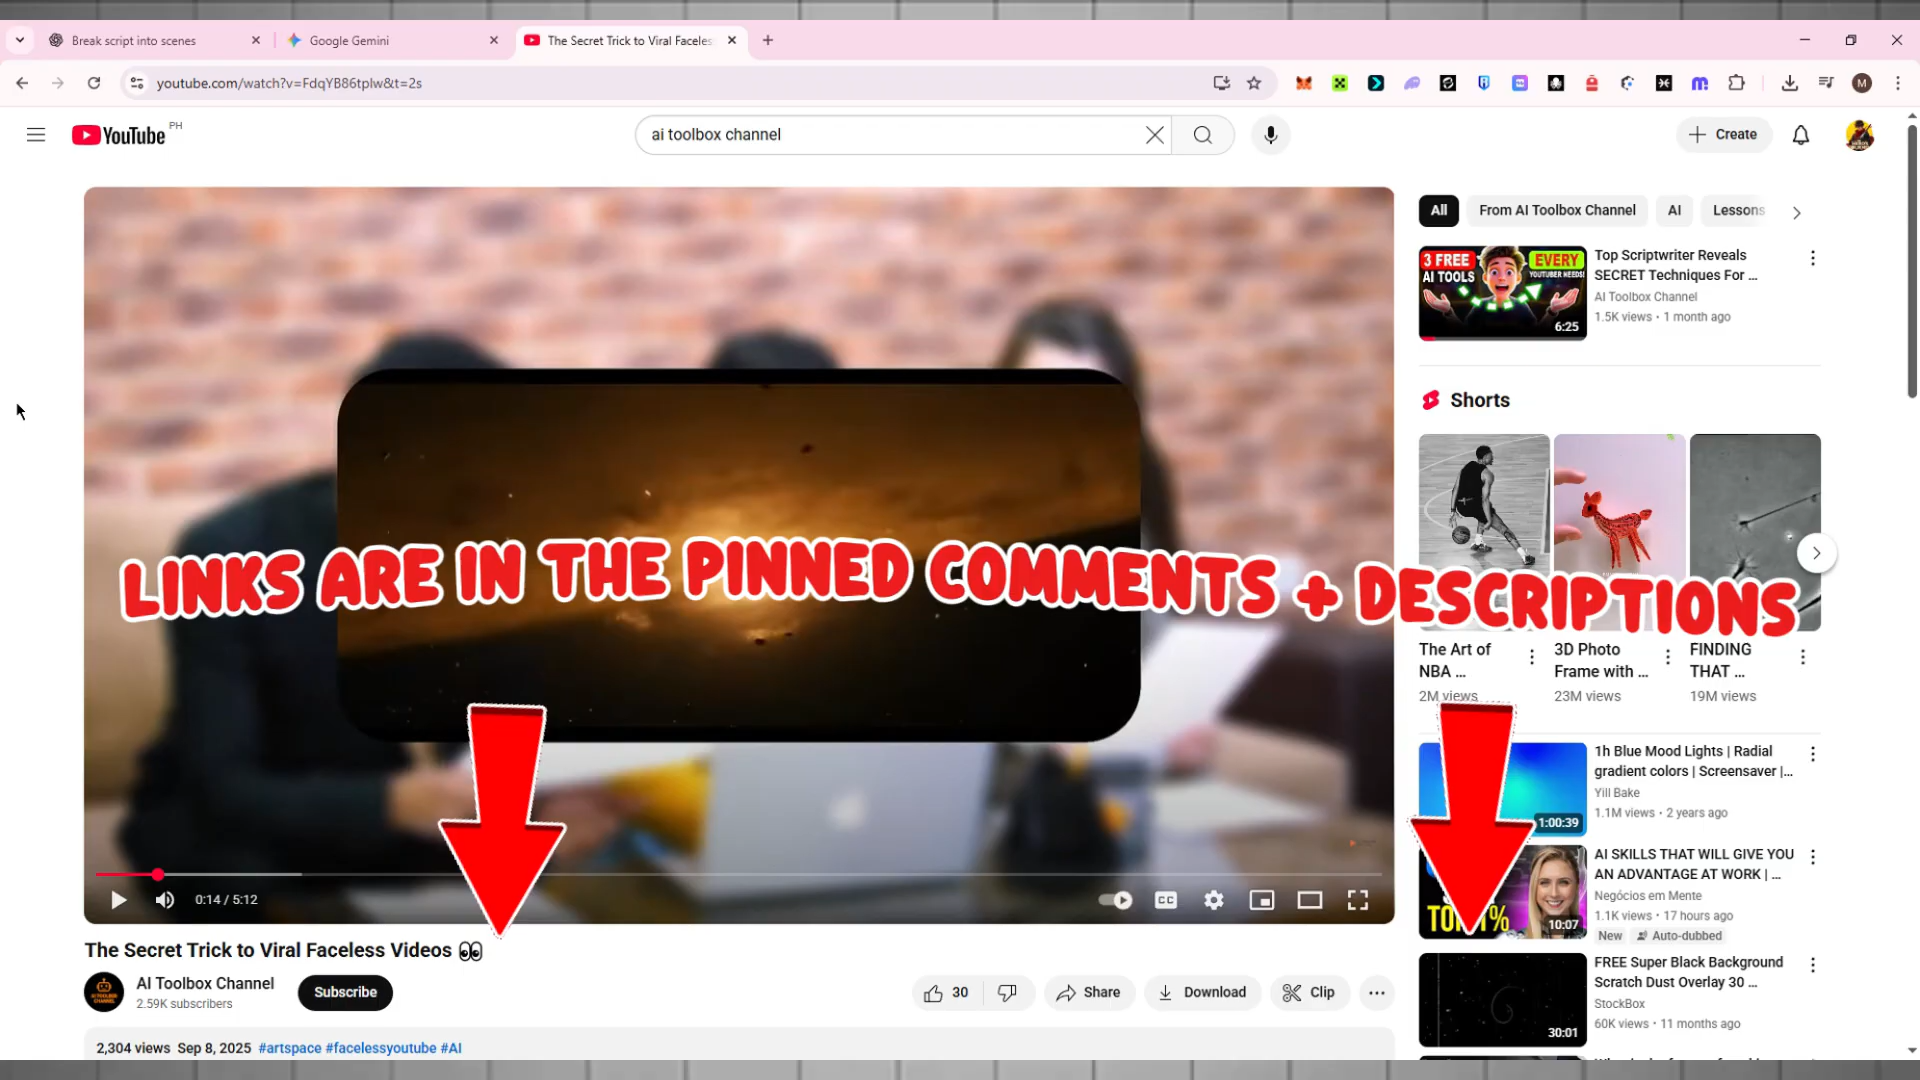 Break script into scenes
Google Gemini
The Secret Trick to Viral Faceles
youtube.com/watch?v=FdqYB86tplw&t=2s
M
YouTube PH
ai toolbox channel
Create
All
From AI Toolbox Channel
AI
Lessons
3 FREE
AI TOOLS
EVERY
YOUTUBER NEEDS!
6:25
Top Scriptwriter Reveals
SECRET Techniques For ...
AI Toolbox Channel
1.5K views • 1 month ago
Shorts
LINKS ARE IN THE PINNED COMMENTS + DESCRIPTIONS
The Art of
NBA ...
2M views
3D Photo
Frame with ...
23M views
FINDING
THAT ...
19M views
1:00:39
1h Blue Mood Lights | Radial
gradient colors | Screensaver |...
Yill Bake
1.1M views • 2 years ago
10:07
AI SKILLS THAT WILL GIVE YOU
AN ADVANTAGE AT WORK | ...
Negócios em Mente
1.1K views • 17 hours ago
New
Auto-dubbed
30:01
FREE Super Black Background
Scratch Dust Overlay 30 ...
StockBox
60K views • 11 months ago
0:14 / 5:12
CC
The Secret Trick to Viral Faceless Videos 👀
AI Toolbox Channel
2.59K subscribers
Subscribe
30
Share
Download
Clip
2,304 views Sep 8, 2025 #artspace #facelessyoutube #AI